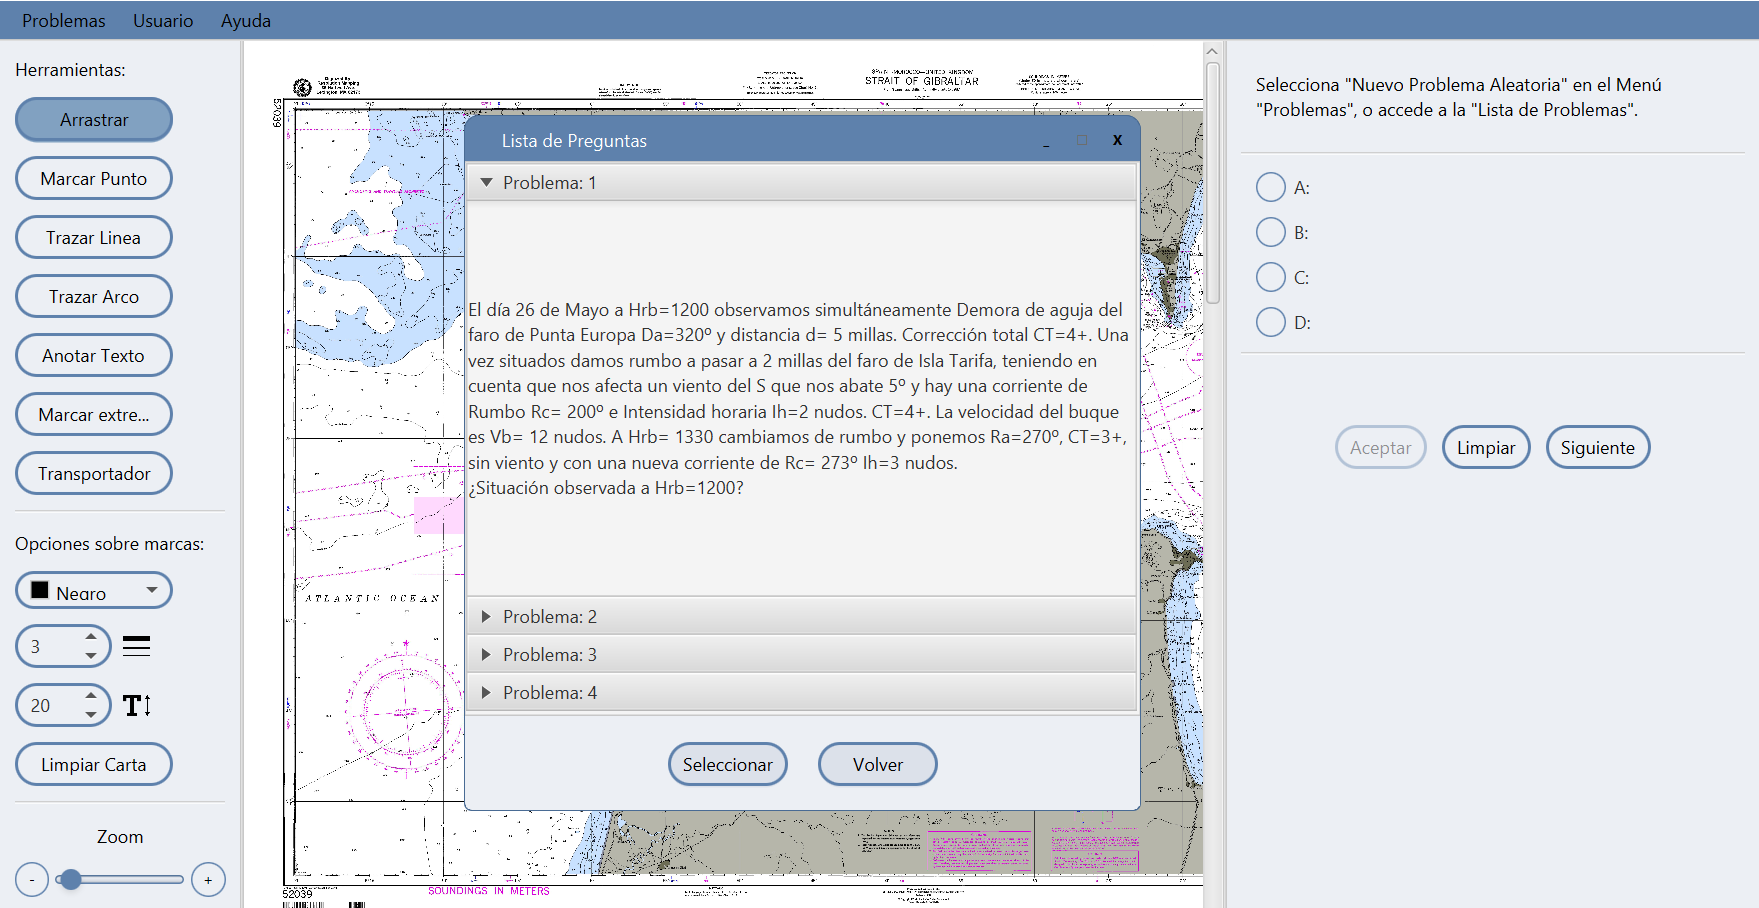 Problemas Usuario Ayuda
Herramientas:
Arrastrar
Marcar Punto
Trazar Linea
Trazar Arco
Anotar Texto
Marcar extre...
Transportador
Opciones sobre marcas:
Negro
3
20
T
Limpiar Carta
Zoom
- +
STRAIT OF GIBRALTAR
52039
ATLANTIC OCEAN
SOUNDINGS IN METERS
52039
Lista de Preguntas
_ X
Problema: 1
El día 26 de Mayo a Hrb=1200 observamos simultáneamente Demora de aguja del
faro de Punta Europa Da=320º y distancia d= 5 millas. Corrección total CT=4+. Una
vez situados damos rumbo a pasar a 2 millas del faro de Isla Tarifa, teniendo en
cuenta que nos afecta un viento del S que nos abate 5º y hay una corriente de
Rumbo Rc= 200º e Intensidad horaria Ih=2 nudos. CT=4+. La velocidad del buque
es Vb= 12 nudos. A Hrb= 1330 cambiamos de rumbo y ponemos Ra=270º, CT=3+,
sin viento y con una nueva corriente de Rc= 273º Ih=3 nudos.
¿Situación observada a Hrb=1200?
Problema: 2
Problema: 3
Problema: 4
Seleccionar Volver
Selecciona "Nuevo Problema Aleatoria" en el Menú
"Problemas", o accede a la "Lista de Problemas".
A:
B:
C:
D:
Aceptar Limpiar Siguiente